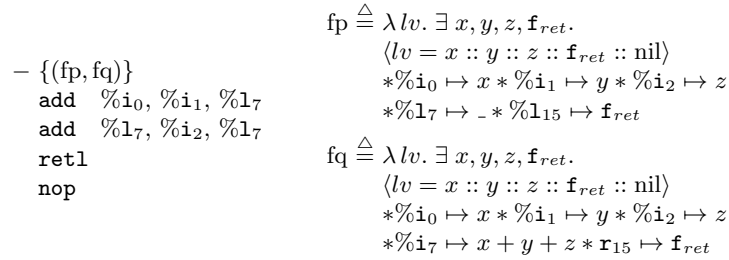 − {(fp, fq)}
add %i₀, %i₁, %l₇
add %l₇, %i₂, %l₇
retl
nop
fp ≜ λ lv. ∃ x, y, z, f_ret.
⟨lv = x :: y :: z :: f_ret :: nil⟩
∗%i₀ ↦ x ∗ %i₁ ↦ y ∗ %i₂ ↦ z
∗%l₇ ↦ _ ∗ %l₁₅ ↦ f_ret
fq ≜ λ lv. ∃ x, y, z, f_ret.
⟨lv = x :: y :: z :: f_ret :: nil⟩
∗%i₀ ↦ x ∗ %i₁ ↦ y ∗ %i₂ ↦ z
∗%i₇ ↦ x + y + z ∗ r₁₅ ↦ f_ret